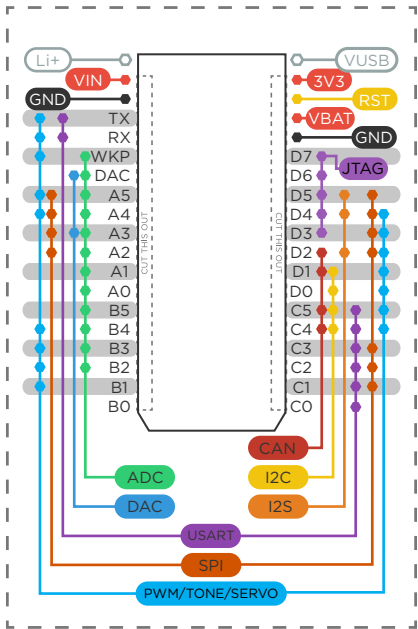 Li+ VUSB
VIN 3V3
GND RST
TX VBAT
RX GND
WKP D7
JTAG
DAC D6
A5 D5
A4 D4
A3 D3
A2 D2
A1 D1
A0 D0
B5 C5
B4 C4
B3 C3
B2 C2
B1 C1
B0 C0
CUT THIS OUT
CUT THIS OUT
CAN
ADC I2C
DAC I2S
USART
SPI
PWM/TONE/SERVO